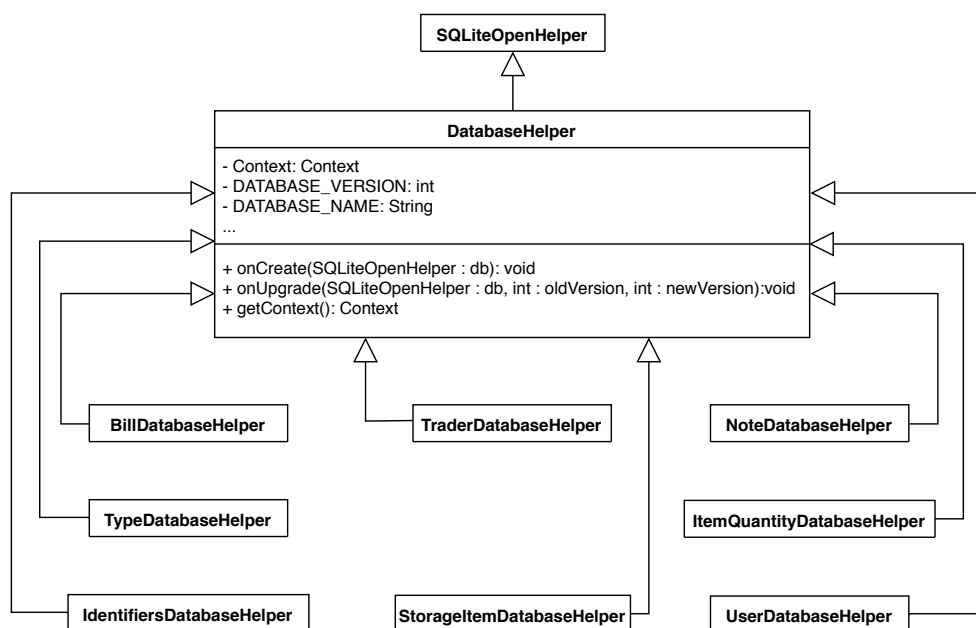 SQLiteOpenHelper
DatabaseHelper
- Context: Context
- DATABASE_VERSION: int
- DATABASE_NAME: String
...
+ onCreate(SQLiteOpenHelper : db): void
+ onUpgrade(SQLiteOpenHelper : db, int : oldVersion, int : newVersion):void
+ getContext(): Context
BillDatabaseHelper
TraderDatabaseHelper
NoteDatabaseHelper
TypeDatabaseHelper
ItemQuantityDatabaseHelper
IdentifiersDatabaseHelper
StorageItemDatabaseHelper
UserDatabaseHelper